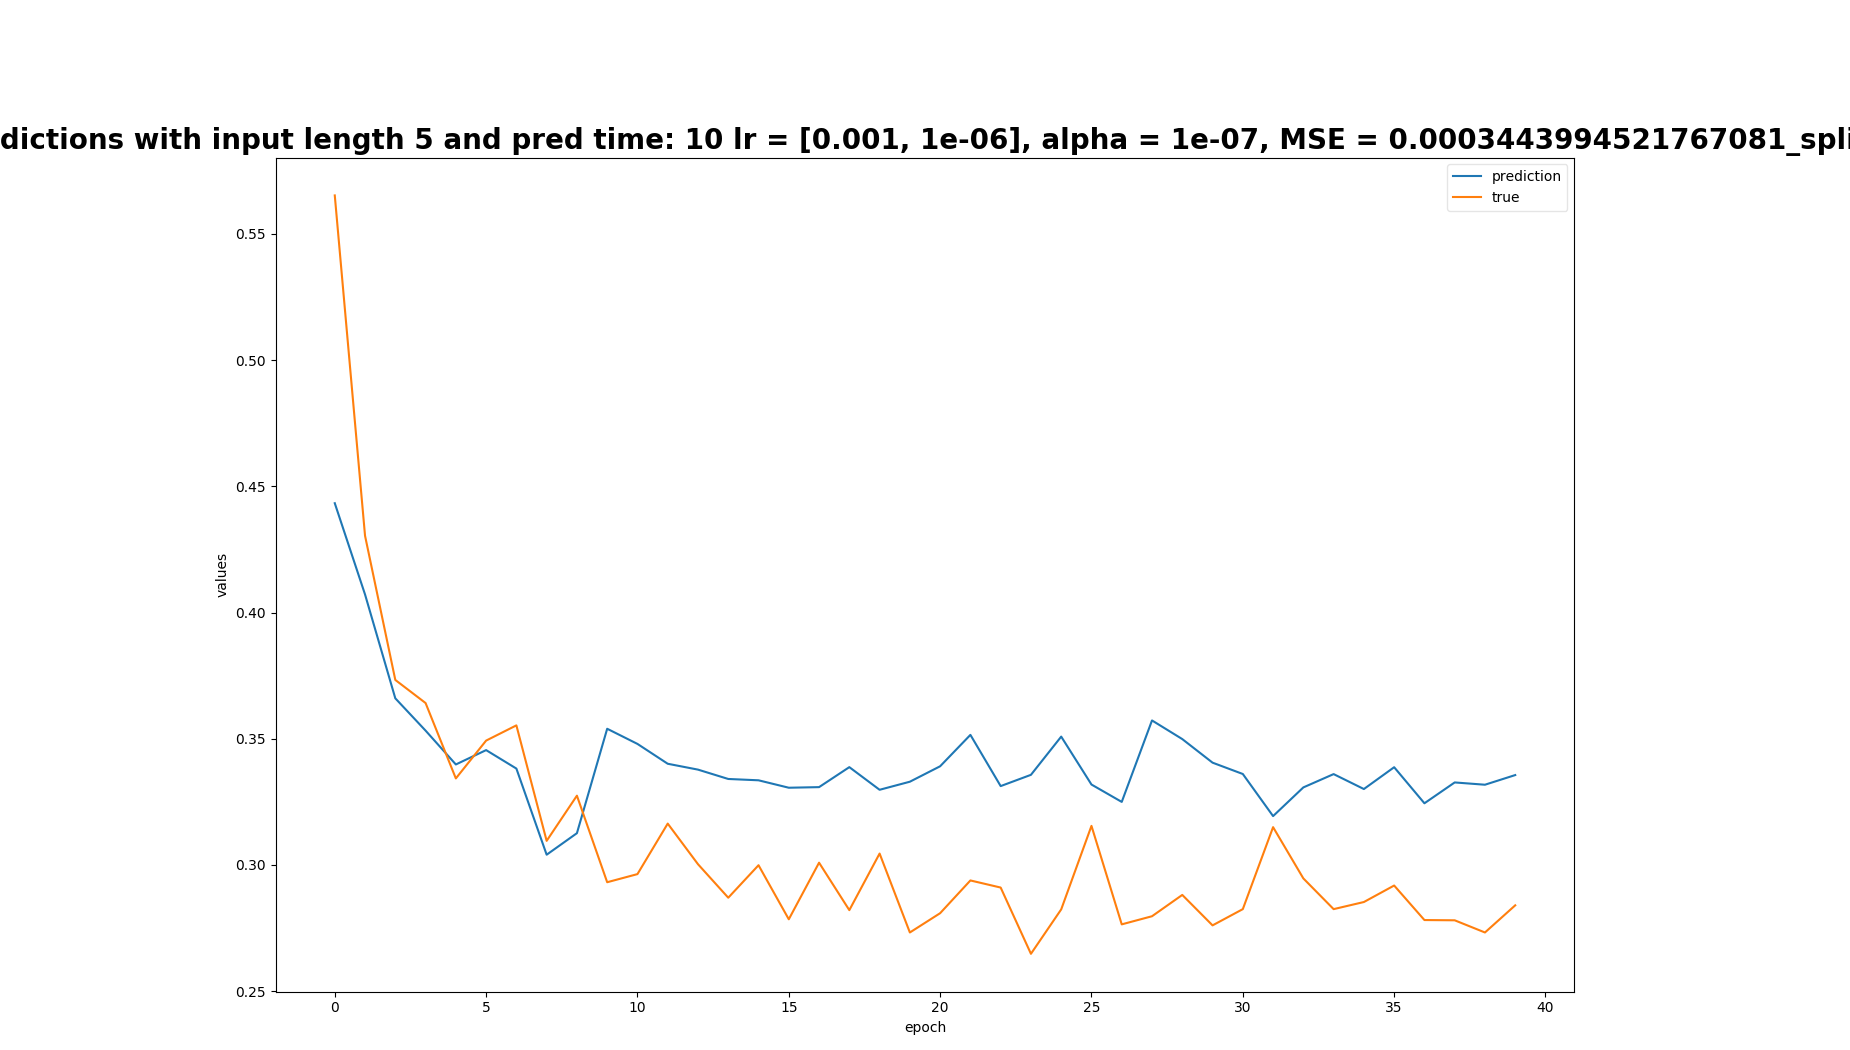 dictions with input length 5 and pred time: 10 lr = [0.001, 1e-06], alpha = 1e-07, MSE = 0.0003443994521767081_spli
prediction
true
0.55
0.50
0.45
0.40
0.35
0.30
0.25
values
0 5 10 15 20 25 30 35 40
epoch